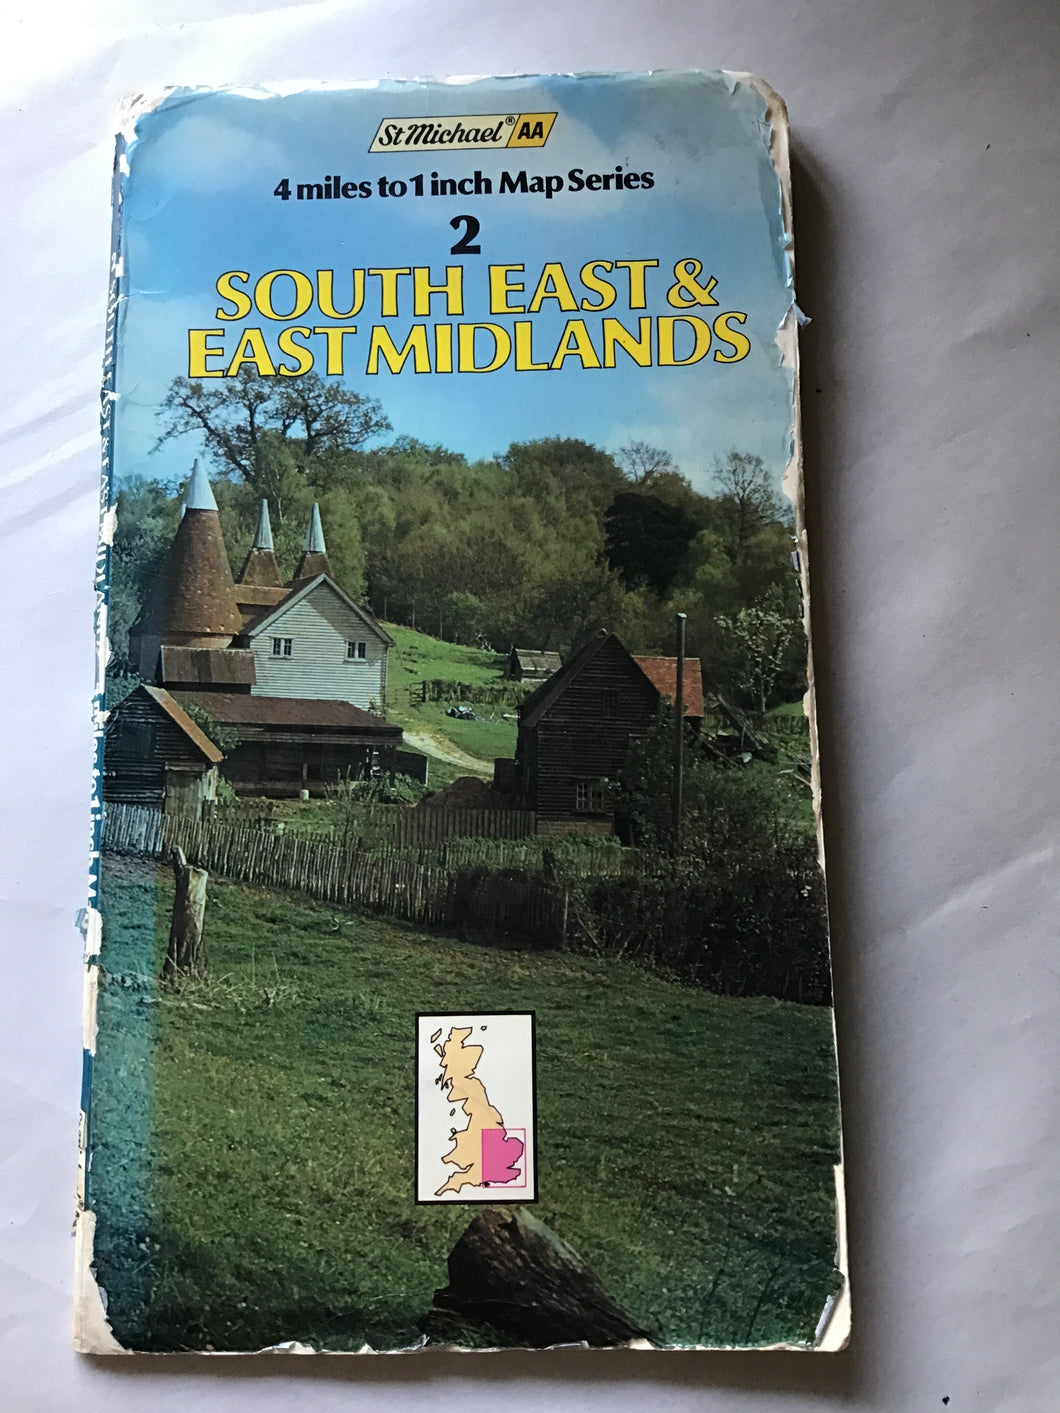 St Michael® AA
4 miles to 1 inch Map Series
2
SOUTH EAST &
EAST MIDLANDS